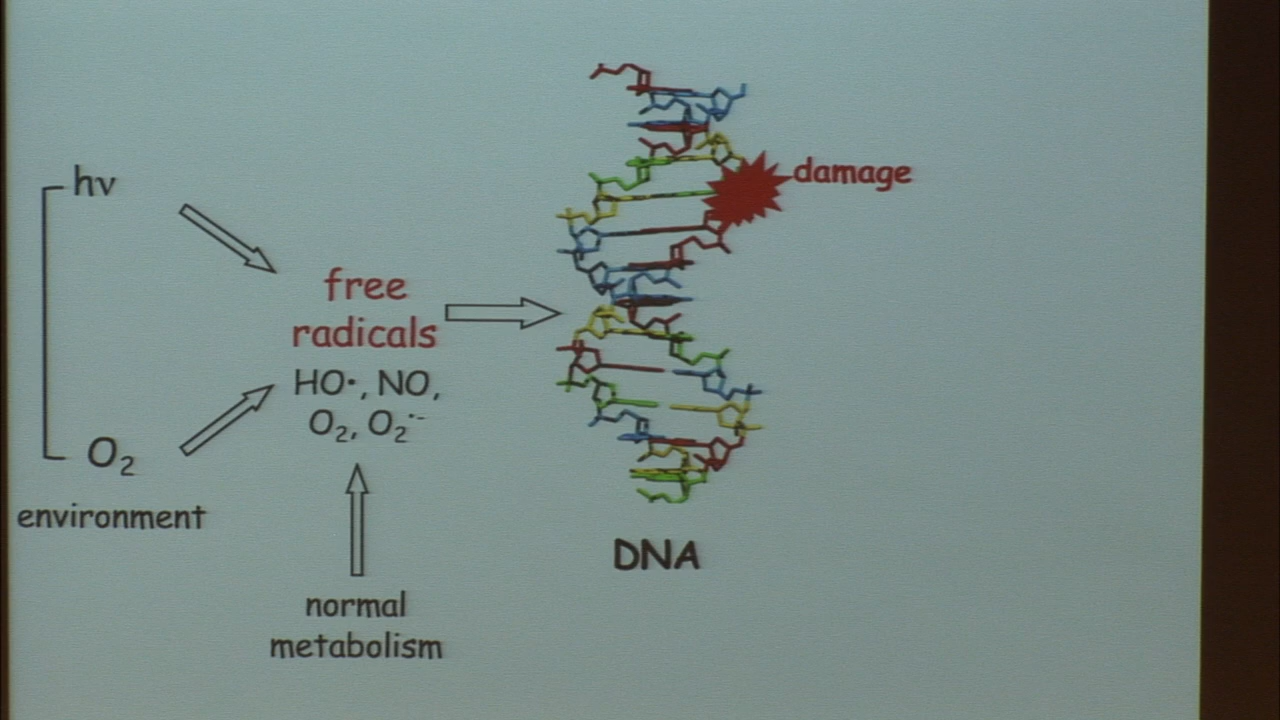 hν
O₂
environment
free
radicals
HO·, NO,
O₂, O₂·⁻
normal
metabolism
damage
DNA